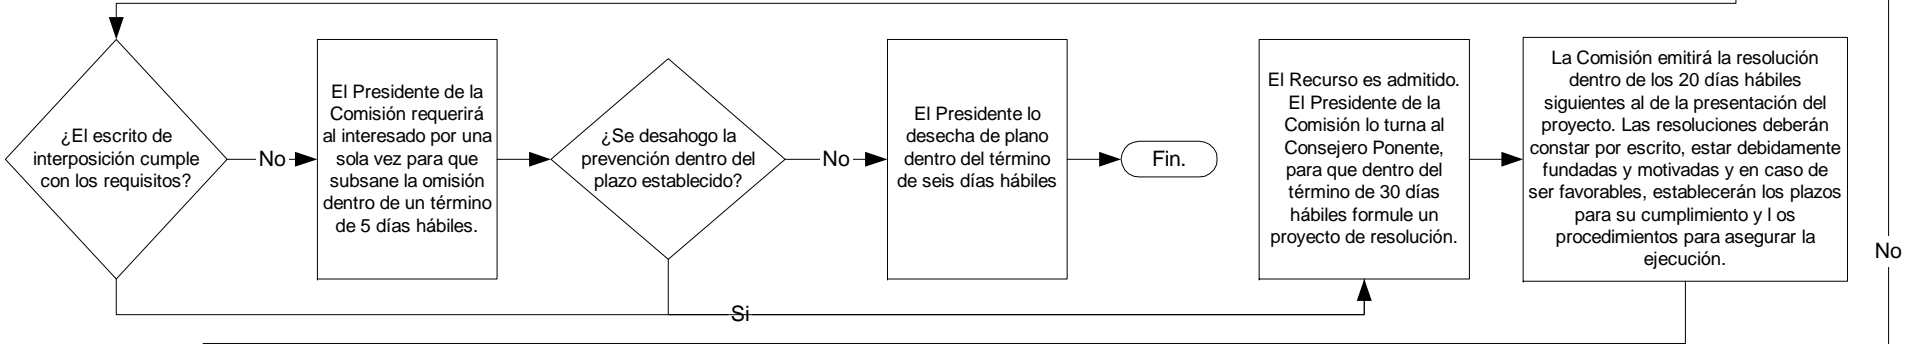 ¿El escrito de
interposición cumple
con los requisitos?
No
El Presidente de la
Comisión requerirá
al interesado por una
sola vez para que
subsane la omisión
dentro de un término
de 5 días hábiles.
¿Se desahogo la
prevención dentro del
plazo establecido?
No
El Presidente lo
desecha de plano
dentro del término
de seis días hábiles
Fin.
El Recurso es admitido.
El Presidente de la
Comisión lo turna al
Consejero Ponente,
para que dentro del
término de 30 días
hábiles formule un
proyecto de resolución.
La Comisión emitirá la resolución
dentro de los 20 días hábiles
siguientes al de la presentación del
proyecto. Las resoluciones deberán
constar por escrito, estar debidamente
fundadas y motivadas y en caso de
ser favorables, establecerán los plazos
para su cumplimiento y l os
procedimientos para asegurar la
ejecución.
No
Si